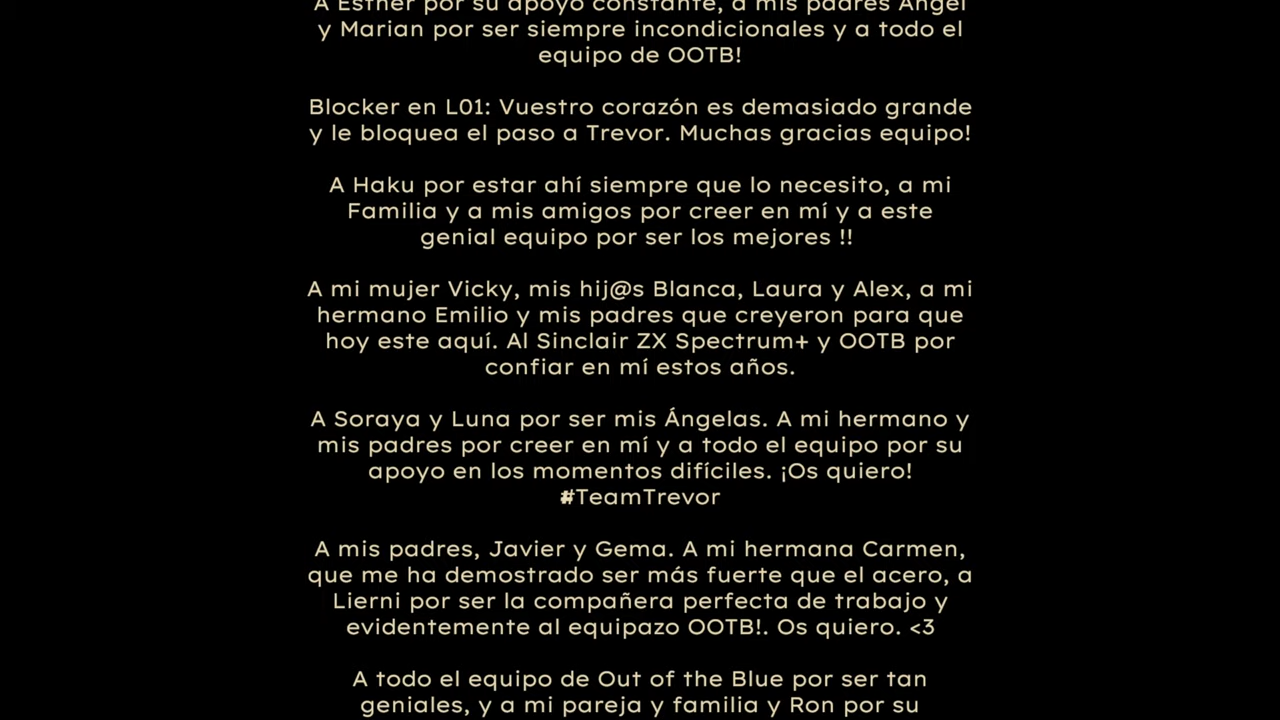 A Esther por su apoyo constante, a mis padres Ángel
y Marian por ser siempre incondicionales y a todo el
equipo de OOTB!
Blocker en L01: Vuestro corazón es demasiado grande
y le bloquea el paso a Trevor. Muchas gracias equipo!
A Haku por estar ahí siempre que lo necesito, a mi
Familia y a mis amigos por creer en mí y a este
genial equipo por ser los mejores !!
A mi mujer Vicky, mis hij@s Blanca, Laura y Alex, a mi
hermano Emilio y mis padres que creyeron para que
hoy este aquí. Al Sinclair ZX Spectrum+ y OOTB por
confiar en mí estos años.
A Soraya y Luna por ser mis Ángelas. A mi hermano y
mis padres por creer en mí y a todo el equipo por su
apoyo en los momentos difíciles. ¡Os quiero!
#TeamTrevor
A mis padres, Javier y Gema. A mi hermana Carmen,
que me ha demostrado ser más fuerte que el acero, a
Lierni por ser la compañera perfecta de trabajo y
evidentemente al equipazo OOTB!. Os quiero. <3
A todo el equipo de Out of the Blue por ser tan
geniales, y a mi pareja y familia y Ron por su